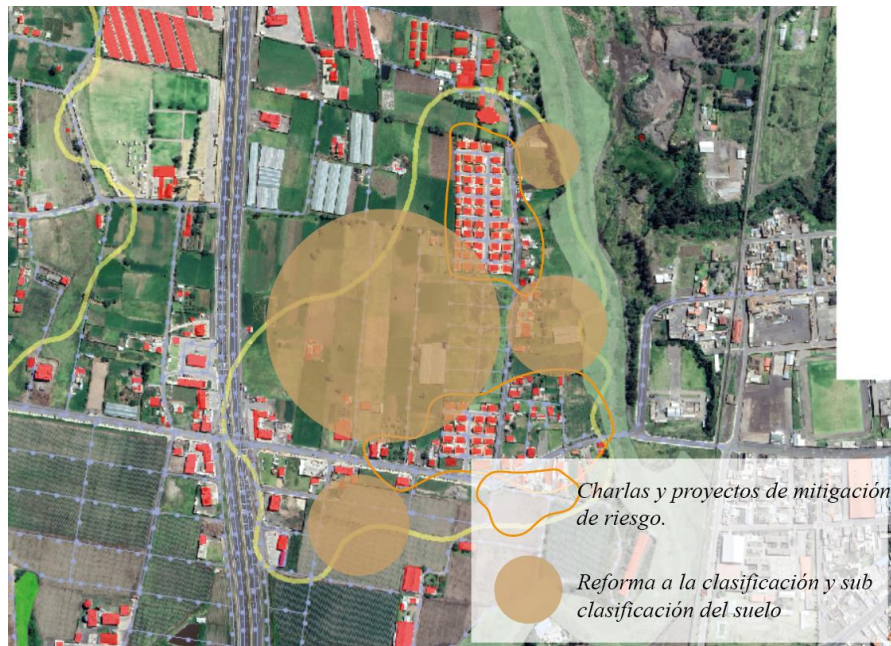 Charlas y proyectos de mitigación
de riesgo.
Reforma a la clasificación y sub
clasificación del suelo